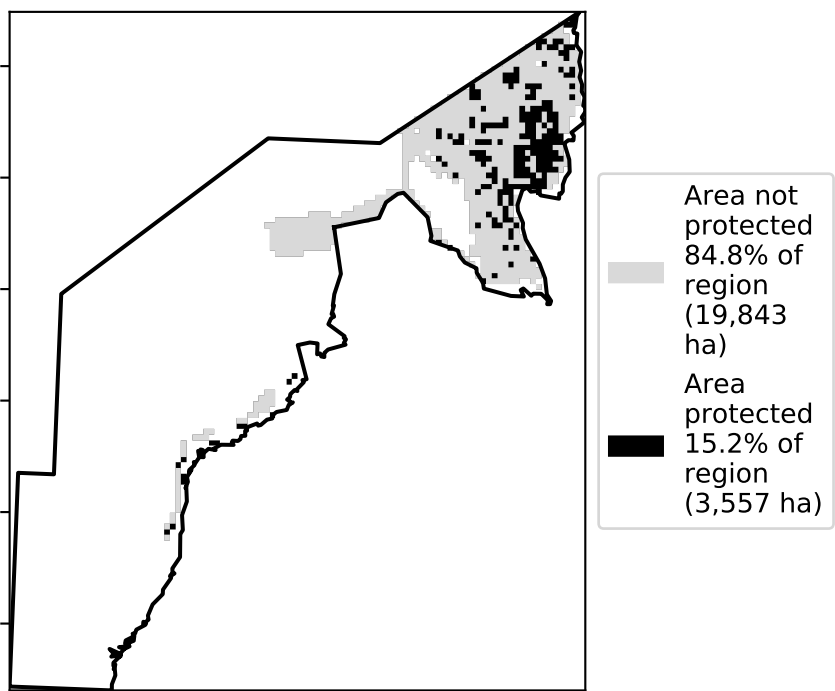 Area not
protected
84.8% of
region
(19,843
ha)
Area
protected
15.2% of
region
(3,557 ha)